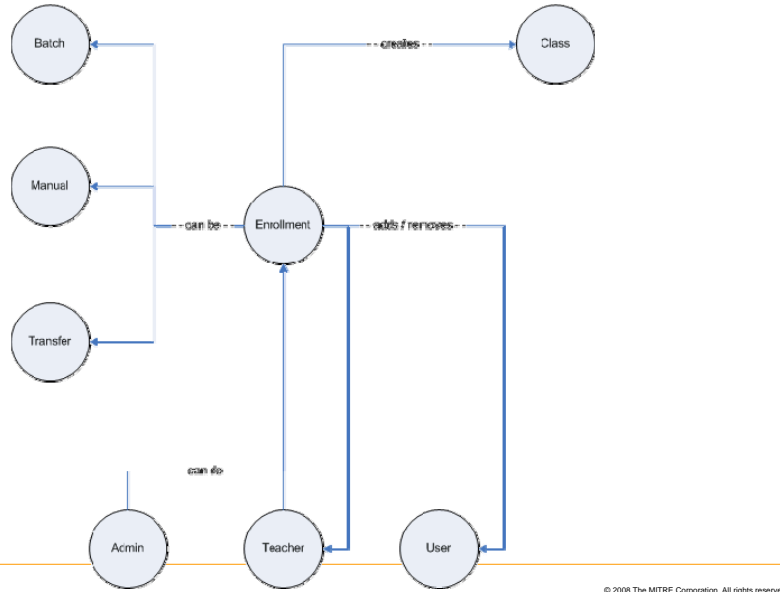 Batch
Class
-- creates --
Manual
Enrollment
-- can be --
-- adds / removes --
Transfer
can do
Admin
Teacher
User
© 2008 The MITRE Corporation. All rights reserve